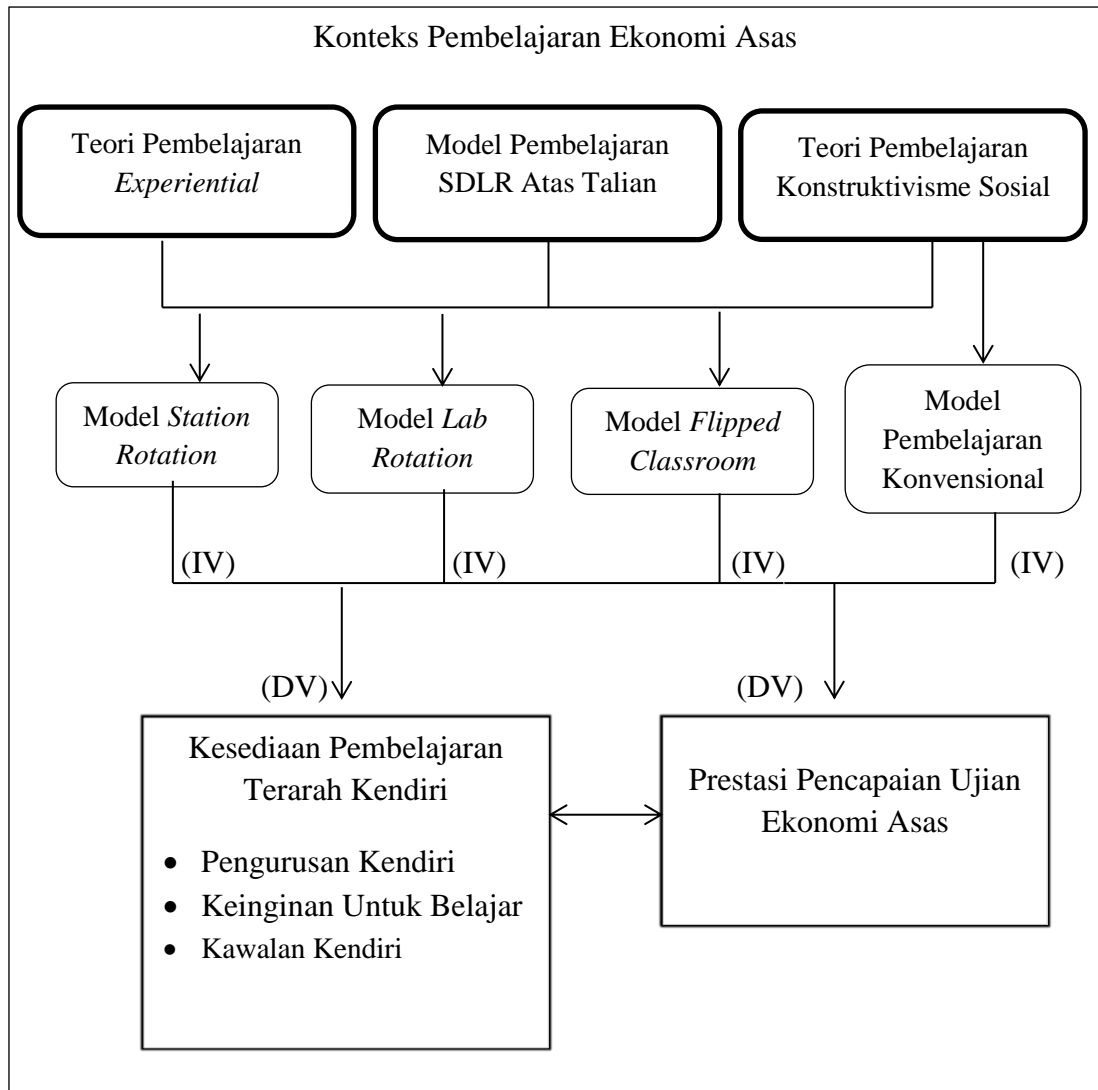 Konteks Pembelajaran Ekonomi Asas
Teori Pembelajaran
Experiential
Model Pembelajaran
SDLR Atas Talian
Teori Pembelajaran
Konstruktivisme Sosial
Model Station
Rotation
Model Lab
Rotation
Model Flipped
Classroom
Model
Pembelajaran
Konvensional
(IV)
(IV)
(IV)
(IV)
(DV)
(DV)
Kesediaan Pembelajaran
Terarah Kendiri
• Pengurusan Kendiri
• Keinginan Untuk Belajar
• Kawalan Kendiri
Prestasi Pencapaian Ujian
Ekonomi Asas